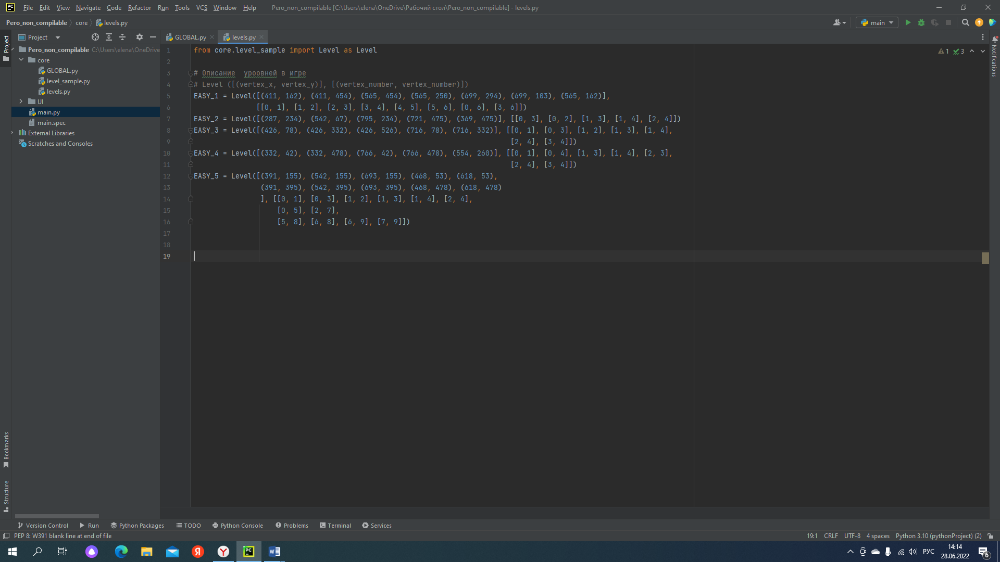 PC File Edit View Navigate Code Refactor Run Tools VCS Window Help Pero_non_compilable [C:\Users\elena\OneDrive\Рабочий стол\Pero_non_compilable] - levels.py
Pero_non_compilable core levels.py main
Project GLOBAL.py levels.py
Project
Notifications
Pero_non_compilable C:\Users\elena\OneDrive
core
GLOBAL.py
level_sample.py
levels.py
UI
main.py
main.spec
External Libraries
Scratches and Consoles
1 3
1 from core.level_sample import Level as Level
2
3 # Описание  уроовней в игре
4 # Level ([(vertex_x, vertex_y)], [(vertex_number, vertex_number)])
5 EASY_1 = Level([(411, 162), (411, 454), (565, 454), (565, 250), (699, 294), (699, 103), (565, 162)],
6 [[0, 1], [1, 2], [2, 3], [3, 4], [4, 5], [5, 6], [0, 6], [3, 6]])
7 EASY_2 = Level([(287, 234), (542, 67), (795, 234), (721, 475), (369, 475)], [[0, 3], [0, 2], [1, 3], [1, 4], [2, 4]])
8 EASY_3 = Level([(426, 78), (426, 332), (426, 526), (716, 78), (716, 332)], [[0, 1], [0, 3], [1, 2], [1, 3], [1, 4],
9 [2, 4], [3, 4]])
10 EASY_4 = Level([(332, 42), (332, 478), (766, 42), (766, 478), (554, 260)], [[0, 1], [0, 4], [1, 3], [1, 4], [2, 3],
11 [2, 4], [3, 4]])
12 EASY_5 = Level([(391, 155), (542, 155), (693, 155), (468, 53), (618, 53),
13 (391, 395), (542, 395), (693, 395), (468, 478), (618, 478)
14 ], [[0, 1], [0, 3], [1, 2], [1, 3], [1, 4], [2, 4],
15 [0, 5], [2, 7],
16 [5, 8], [6, 8], [6, 9], [7, 9]])
17
18
19
Bookmarks
Structure
Version Control Run Python Packages TODO Python Console Problems Terminal Services
PEP 8: W391 blank line at end of file 19:1 CRLF UTF-8 4 spaces Python 3.10 (pythonProject) (2)
Я Y PC W РУС 14:14
28.06.2022 6